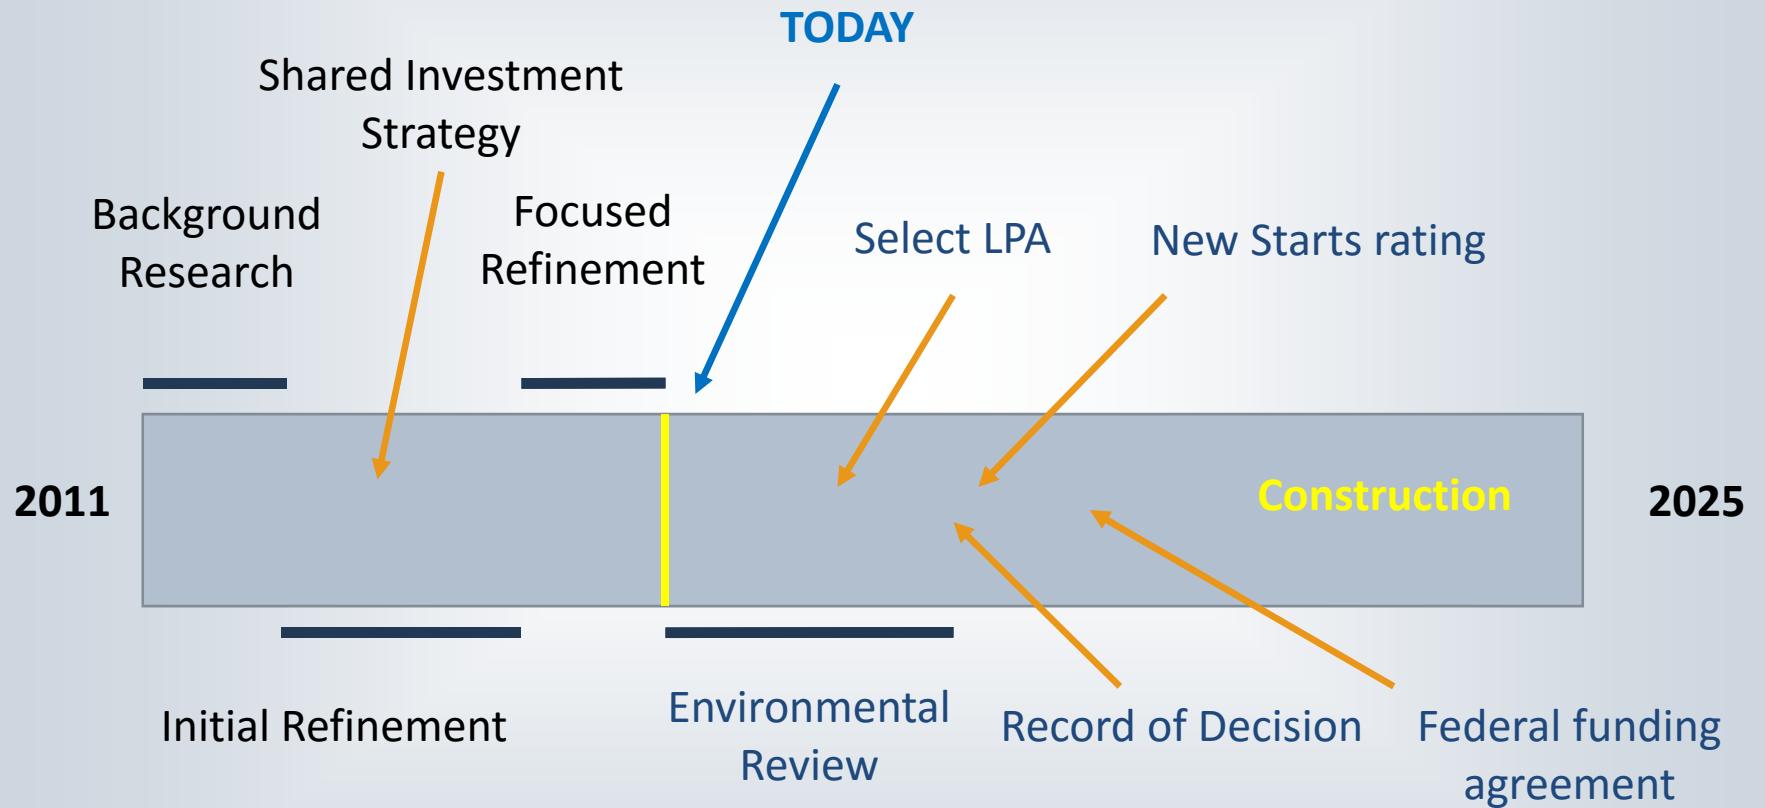 TODAY
Shared Investment
Strategy
Background
Research
Focused
Refinement
Select LPA
New Starts rating
2011
Construction
2025
Initial Refinement
Environmental
Review
Record of Decision
Federal funding
agreement